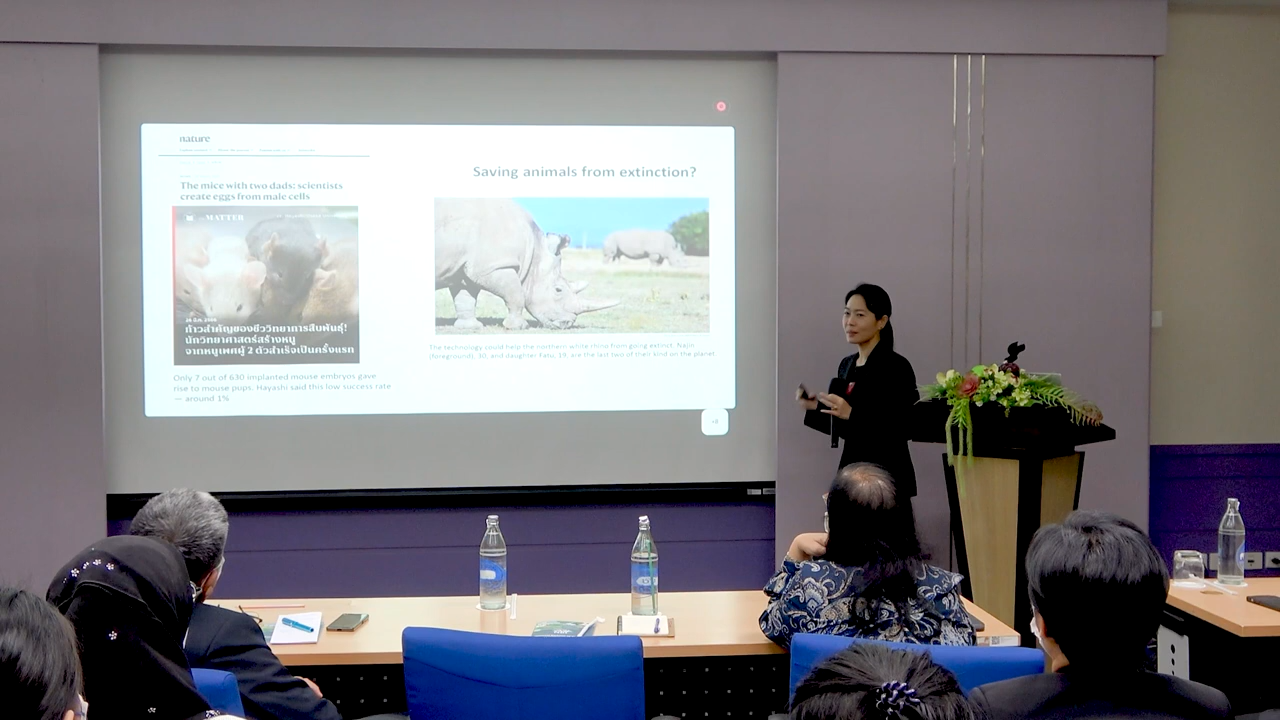 nature
The mice with two dads: scientists
create eggs from male cells
MATTER
ก้าวสำคัญของชีววิทยาการสืบพันธุ์!
นักวิทยาศาสตร์สร้างหนู
จากหนูเพศผู้ 2 ตัวสำเร็จเป็นครั้งแรก
Only 7 out of 630 implanted mouse embryos gave
rise to mouse pups. Hayashi said this low success rate
— around 1%
Saving animals from extinction?
The technology could help the northern white rhino from going extinct. Najin
(foreground), 30, and daughter Fatu, 19, are the last two of their kind on the planet